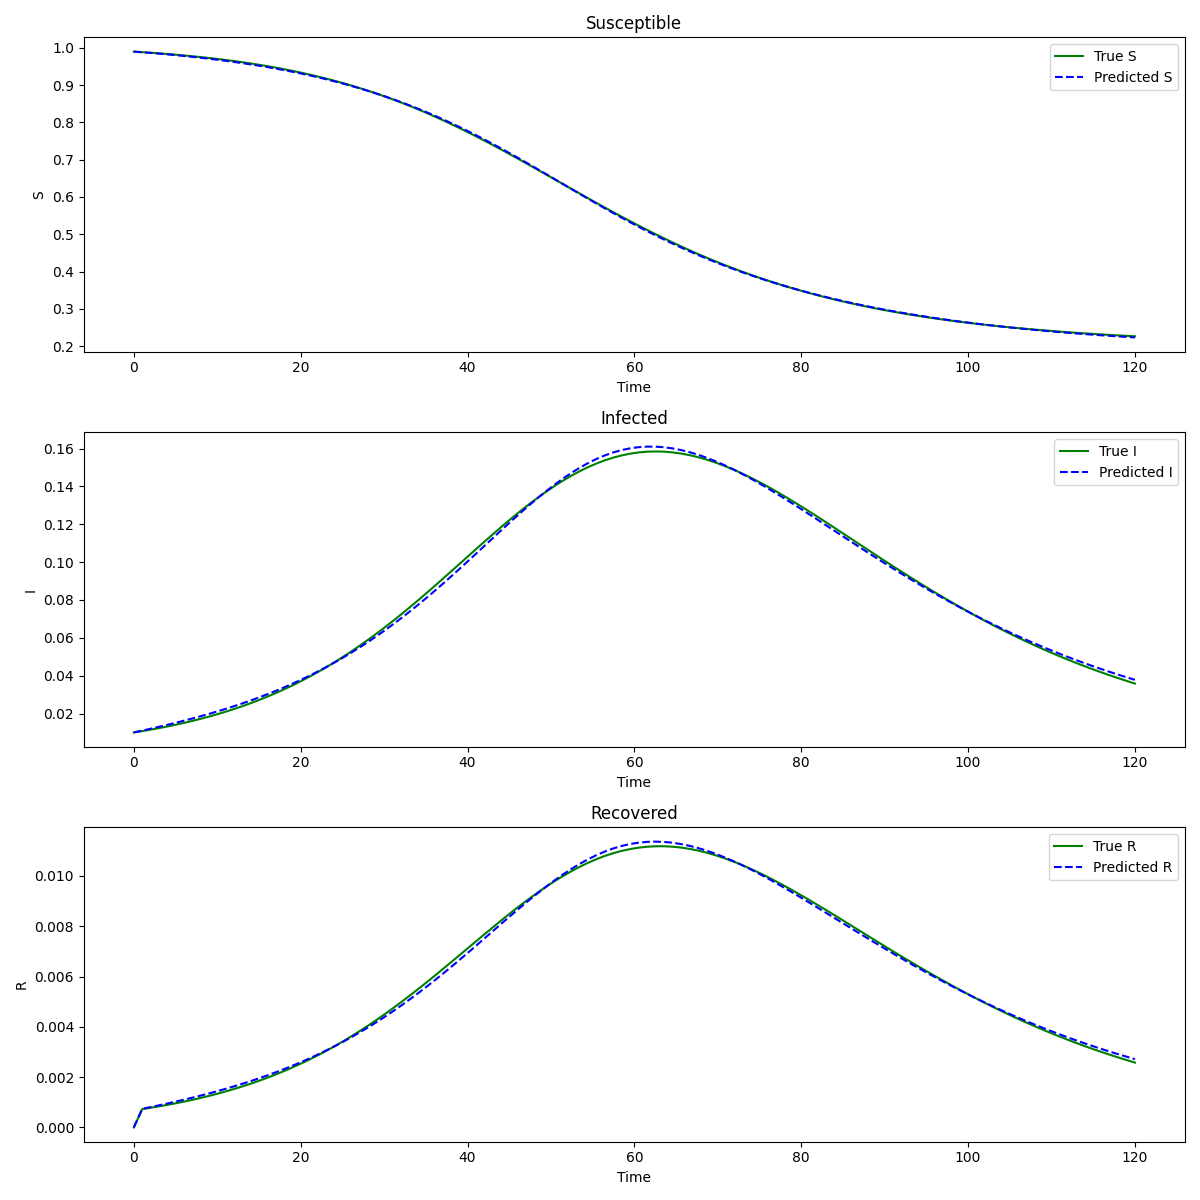 Susceptible
True S
Predicted S
S
1.0
0.9
0.8
0.7
0.6
0.5
0.4
0.3
0.2
0 20 40 60 80 100 120
Time
Infected
True I
Predicted I
I
0.16
0.14
0.12
0.10
0.08
0.06
0.04
0.02
0 20 40 60 80 100 120
Time
Recovered
True R
Predicted R
R
0.010
0.008
0.006
0.004
0.002
0.000
0 20 40 60 80 100 120
Time